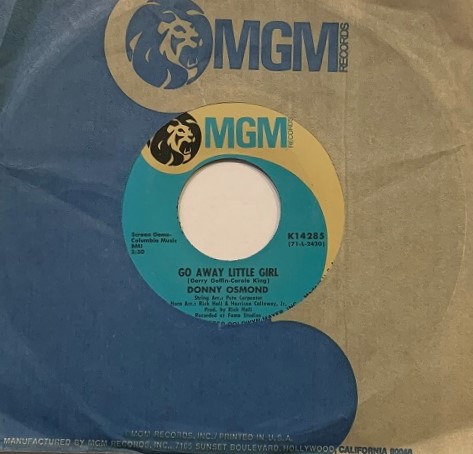 MGM
RECORDS
MGM
RECORDS
Screen Gems-
Columbia Music
BMI
K14285
(71-L-3430)
GO AWAY LITTLE GIRL
(Gerry Goffin-Carole King)
DONNY OSMOND
String Arr.: Pete Carpenter
Horn Arr.: Rick Hall & Harrison Calloway, Jr.
Prod. by Rick Hall
Recorded at Fame Studios
MGM RECORDS, INC./PRINTED IN U.S.A.
MANUFACTURED BY MGM RECORDS, INC., 7165 SUNSET BOULEVARD, HOLLYWOOD, CALIFORNIA 90046